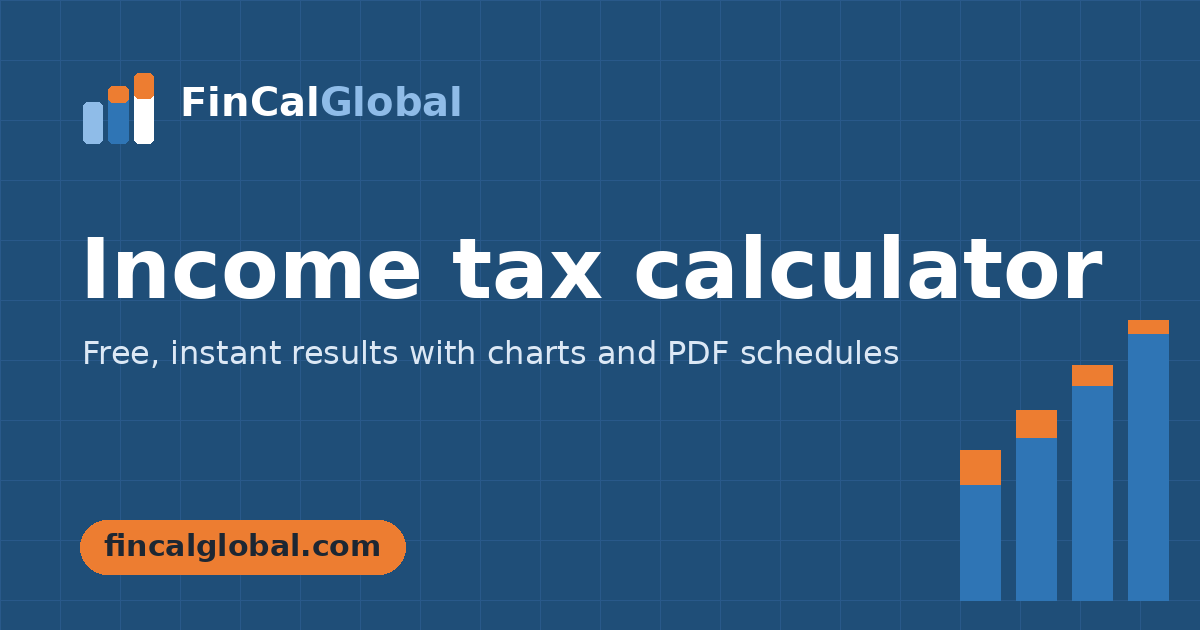 FinCalGlobal
Income tax calculator
Free, instant results with charts and PDF schedules
fincalglobal.com